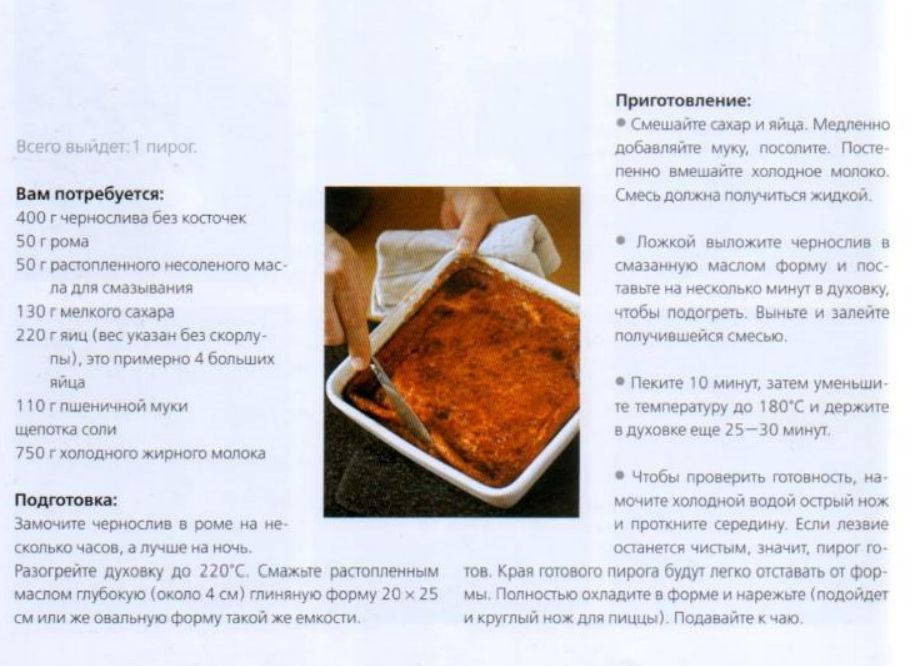 Всего выйдет: 1 пирог.
Вам потребуется:
400 г чернослива без косточек
50 г рома
50 г растопленного несоленого мас-
ла для смазывания
130 г мелкого сахара
220 г яиц (вес указан без скорлу-
пы), это примерно 4 больших
яйца
110 г пшеничной муки
щепотка соли
750 г холодного жирного молока
Подготовка:
Замочите чернослив в роме на не-
сколько часов, а лучше на ночь.
Разогрейте духовку до 220°С. Смажьте растопленным
маслом глубокую (около 4 см) глиняную форму 20 × 25
см или же овальную форму такой же емкости.
Приготовление:
• Смешайте сахар и яйца. Медленно
добавляйте муку, посолите. Посте-
пенно вмешайте холодное молоко.
Смесь должна получиться жидкой.
• Ложкой выложите чернослив в
смазанную маслом форму и пос-
тавьте на несколько минут в духовку,
чтобы подогреть. Выньте и залейте
получившейся смесью.
• Пеките 10 минут, затем уменьши-
те температуру до 180°С и держите
в духовке еще 25—30 минут.
• Чтобы проверить готовность, на-
мочите холодной водой острый нож
и проткните середину. Если лезвие
останется чистым, значит, пирог го-
тов. Края готового пирога будут легко отставать от фор-
мы. Полностью охладите в форме и нарежьте (подойдет
и круглый нож для пиццы). Подавайте к чаю.